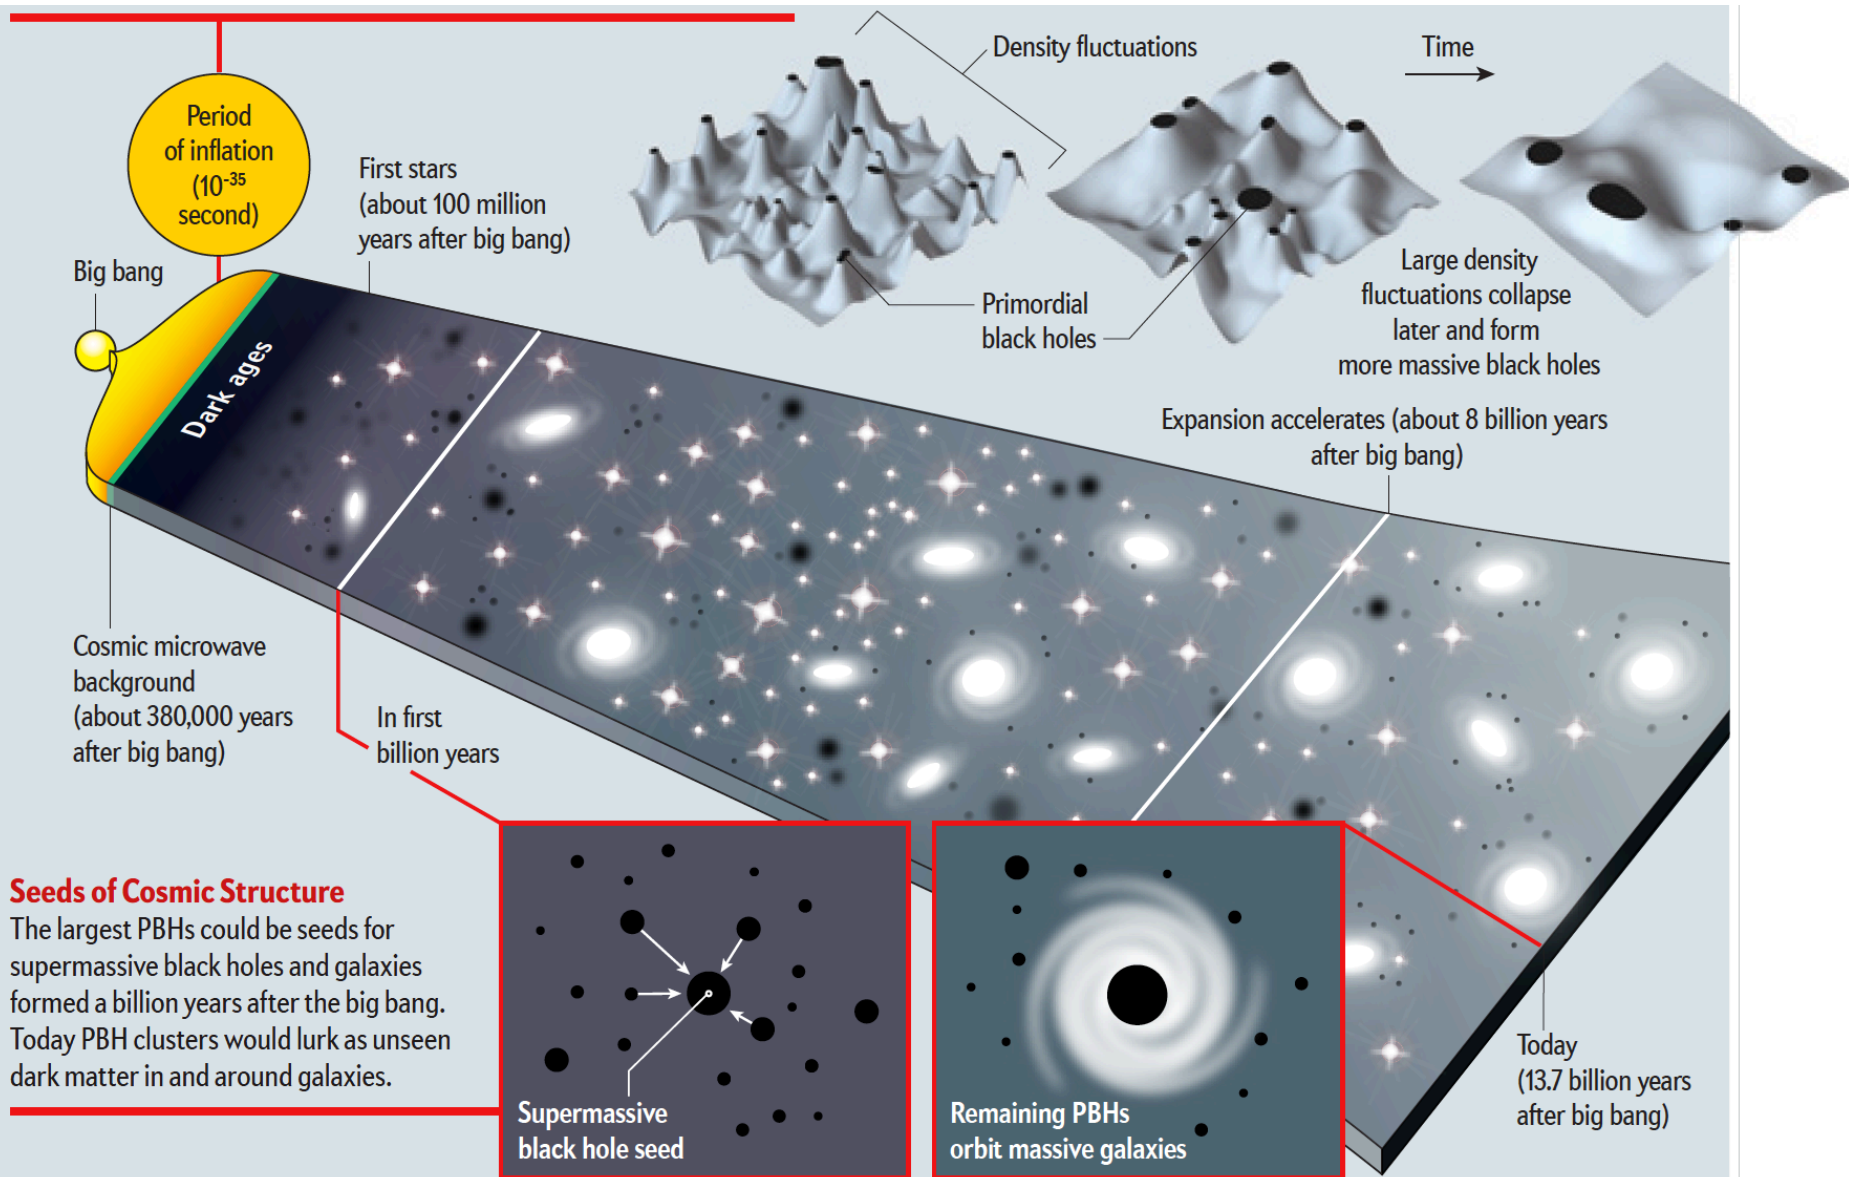 Period
of inflation
(10⁻³⁵
second)
Density fluctuations
Time
First stars
(about 100 million
years after big bang)
Big bang
Primordial
black holes
Large density
fluctuations collapse
later and form
more massive black holes
Dark ages
Expansion accelerates (about 8 billion years
after big bang)
Cosmic microwave
background
(about 380,000 years
after big bang)
In first
billion years
Seeds of Cosmic Structure
The largest PBHs could be seeds for
supermassive black holes and galaxies
formed a billion years after the big bang.
Today PBH clusters would lurk as unseen
dark matter in and around galaxies.
Supermassive
black hole seed
Remaining PBHs
orbit massive galaxies
Today
(13.7 billion years
after big bang)